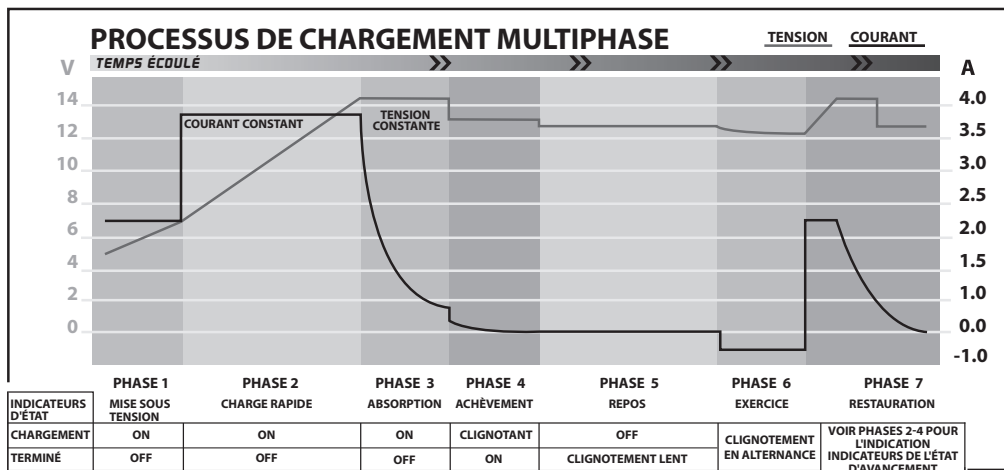 PROCESSUS DE CHARGEMENT MULTIPHASE
TENSION COURANT
V TEMPS ÉCOULÉ A
14 4.0
COURANT CONSTANT
TENSION
CONSTANTE
12 3.5
10 3.0
8 2.5
6 2.0
4 1.5
2 1.0
0 0.0
-1.0
PHASE 1 PHASE 2 PHASE 3 PHASE 4 PHASE 5 PHASE 6 PHASE 7
INDICATEURS D'ÉTAT MISE SOUS TENSION CHARGE RAPIDE ABSORPTION ACHÈVEMENT REPOS EXERCICE RESTAURATION
CHARGEMENT ON ON ON CLIGNOTANT OFF
TERMINÉ OFF OFF OFF ON CLIGNOTEMENT LENT
CLIGNOTEMENT
EN ALTERNANCE
VOIR PHASES 2-4 POUR
L'INDICATION
INDICATEURS DE L'ÉTAT
D'AVANCEMENT